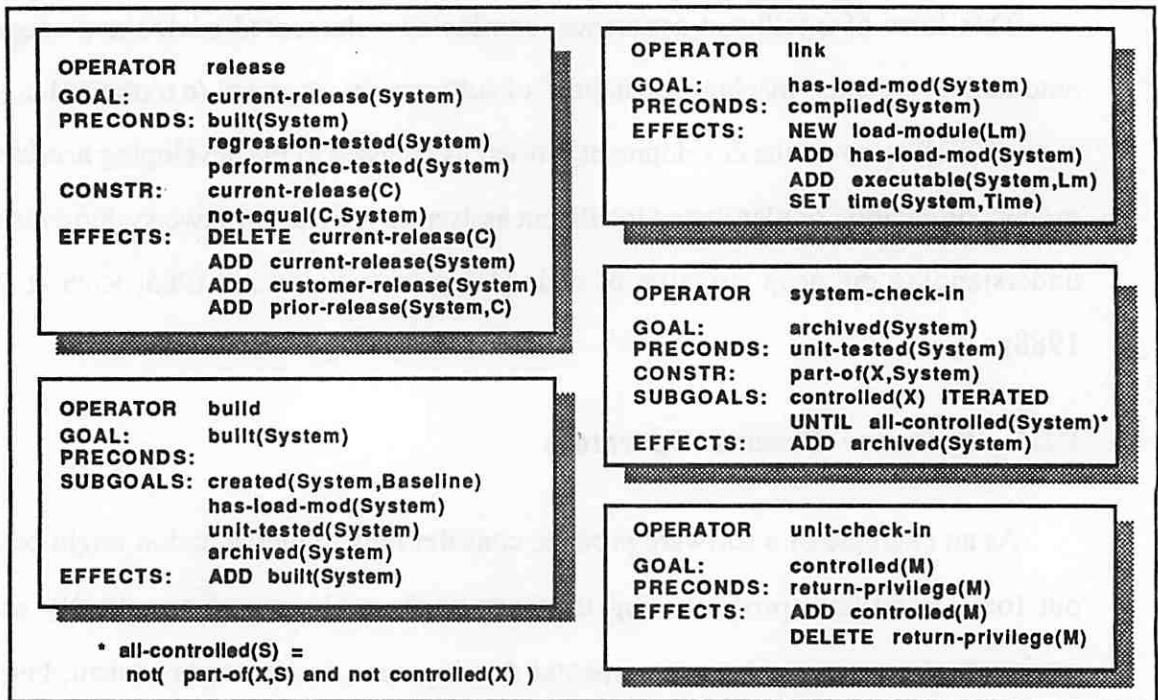 OPERATOR release
GOAL: current-release(System)
PRECONDS: built(System)
regression-tested(System)
performance-tested(System)
CONSTR: current-release(C)
not-equal(C,System)
EFFECTS: DELETE current-release(C)
ADD current-release(System)
ADD customer-release(System)
ADD prior-release(System,C)
OPERATOR build
GOAL: built(System)
PRECONDS:
SUBGOALS: created(System,Baseline)
has-load-mod(System)
unit-tested(System)
archived(System)
EFFECTS: ADD built(System)
* all-controlled(S) =
not( part-of(X,S) and not controlled(X) )
OPERATOR link
GOAL: has-load-mod(System)
PRECONDS: compiled(System)
EFFECTS: NEW load-module(Lm)
ADD has-load-mod(System)
ADD executable(System,Lm)
SET time(System,Time)
OPERATOR system-check-in
GOAL: archived(System)
PRECONDS: unit-tested(System)
CONSTR: part-of(X,System)
SUBGOALS: controlled(X) ITERATED
UNTIL all-controlled(System)*
EFFECTS: ADD archived(System)
OPERATOR unit-check-in
GOAL: controlled(M)
PRECONDS: return-privilege(M)
EFFECTS: ADD controlled(M)
DELETE return-privilege(M)